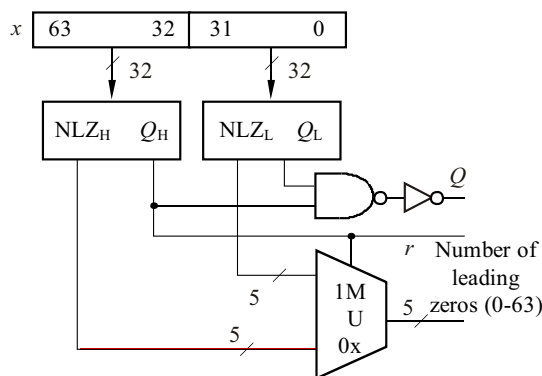 x 63 32 31 0
32 32
NLZH QH NLZL QL
Q
r
Number of
leading
zeros (0-63)
5
1M
U
0x
5
5